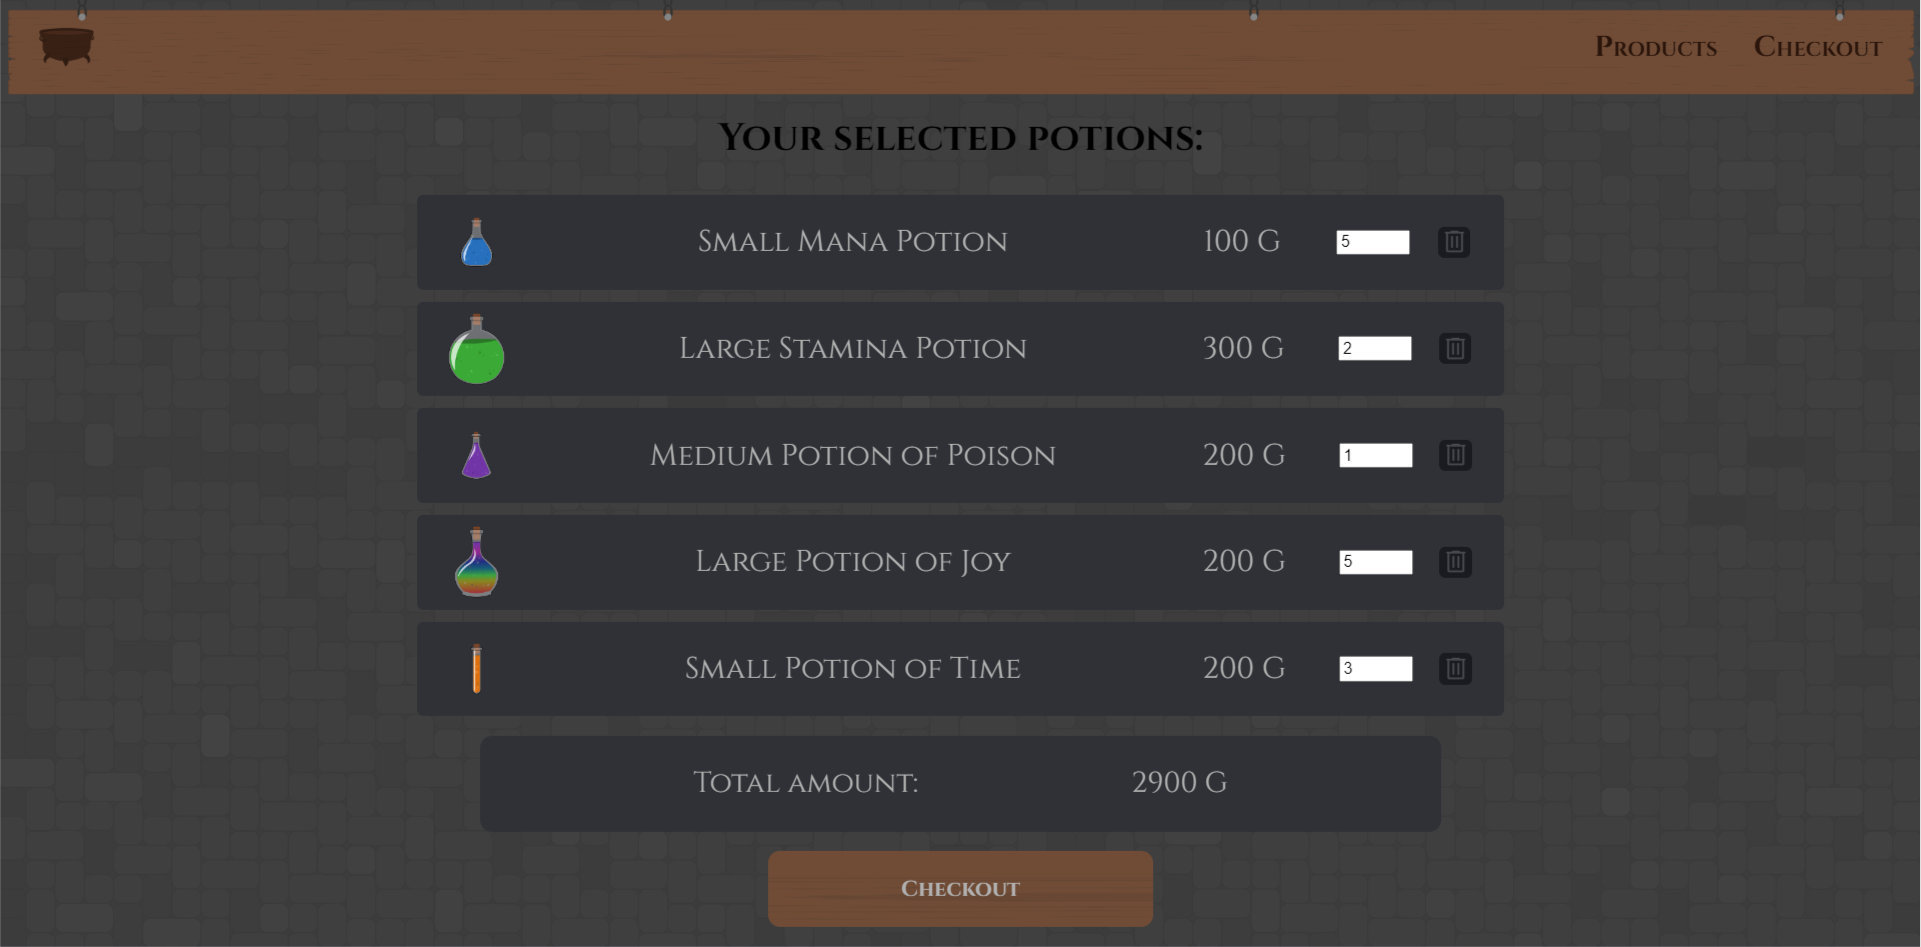 Products Checkout
Your selected potions:
Small Mana Potion 100 G 5
Large Stamina Potion 300 G 2
Medium Potion of Poison 200 G 1
Large Potion of Joy 200 G 5
Small Potion of Time 200 G 3
Total amount: 2900 G
Checkout